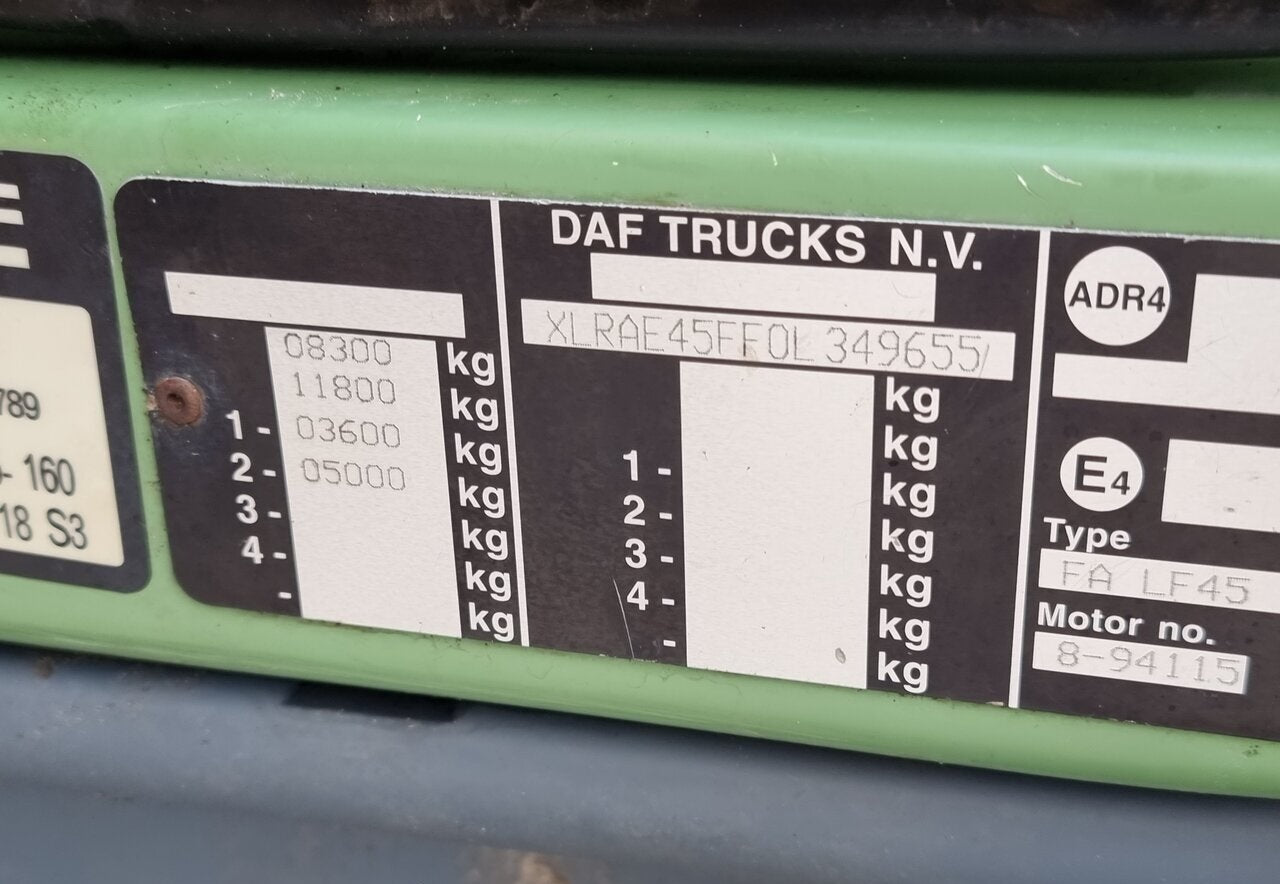 789
- 160
18 S3
08300 kg
11800 kg
1- 03600 kg
2- 05000 kg
3- kg
4- kg
- kg
DAF TRUCKS N.V.
XLRAE45FF0L349655
kg
kg
1- kg
2- kg
3- kg
4- kg
- kg
ADR4
E4
Type
FA LF45
Motor no.
8-94115